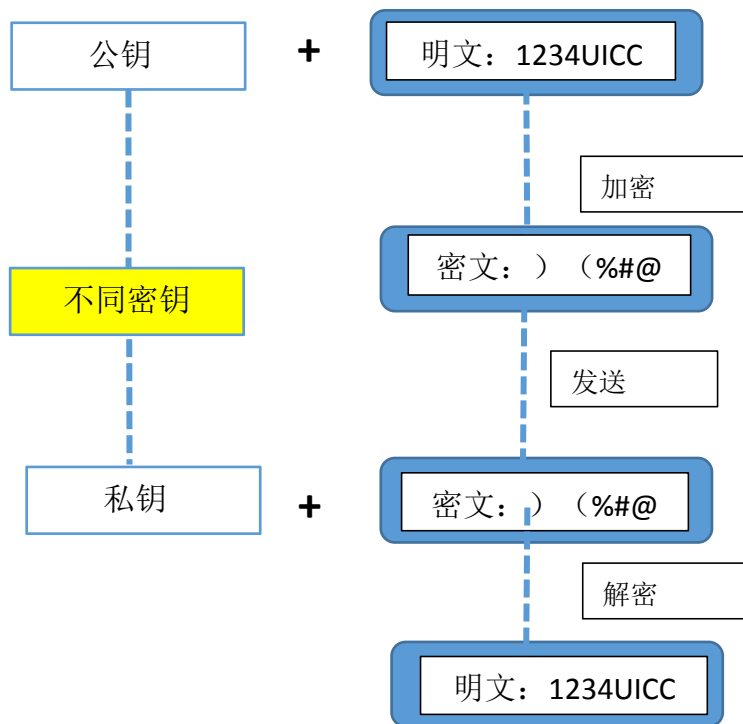 公钥
+
明文：1234UICC
加密
密文：）（%#@
不同密钥
发送
私钥
+
密文：）（%#@
解密
明文：1234UICC